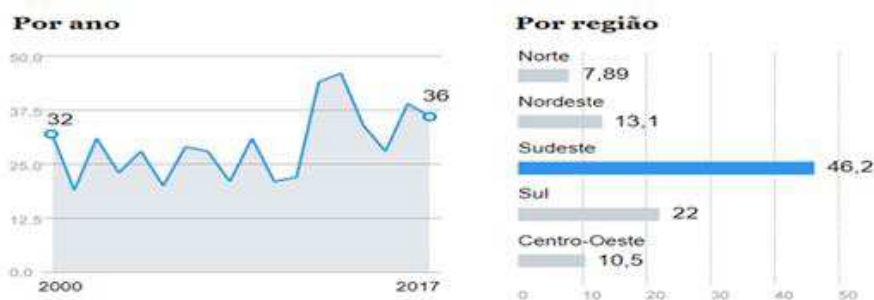 Por ano
50.0
37.5
25.0
12.5
0.0
32
36
2000
2017
Por região
Norte
7,89
Nordeste
13,1
Sudeste
46,2
Sul
22
Centro-Oeste
10,5
0 10 20 30 40 50